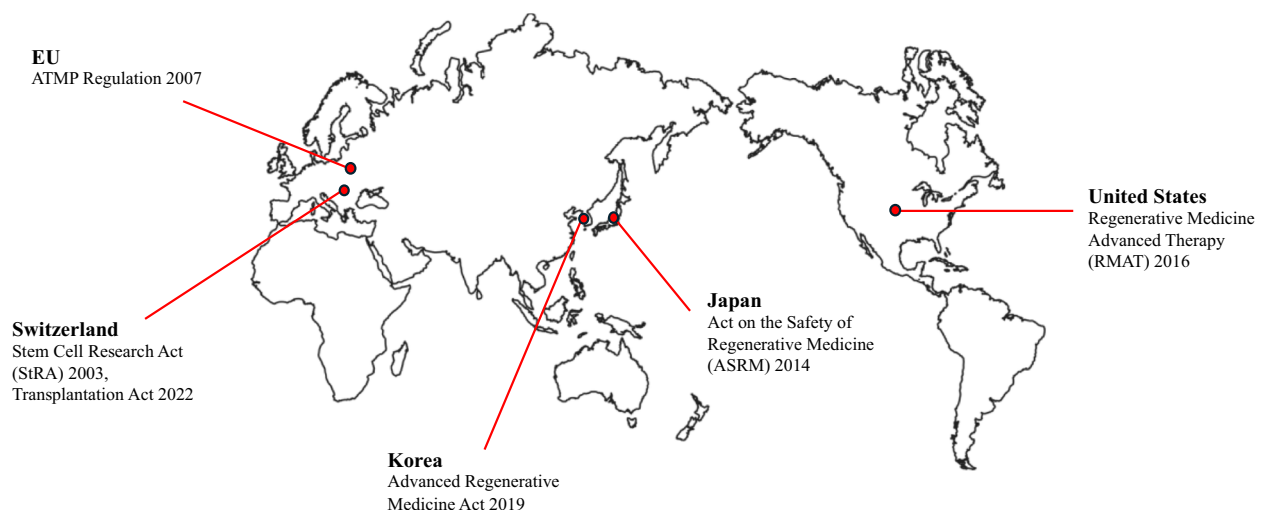 EU
ATMP Regulation 2007
United States
Regenerative Medicine
Advanced Therapy
(RMAT) 2016
Japan
Act on the Safety of
Regenerative Medicine
(ASRM) 2014
Switzerland
Stem Cell Research Act
(StRA) 2003,
Transplantation Act 2022
Korea
Advanced Regenerative
Medicine Act 2019